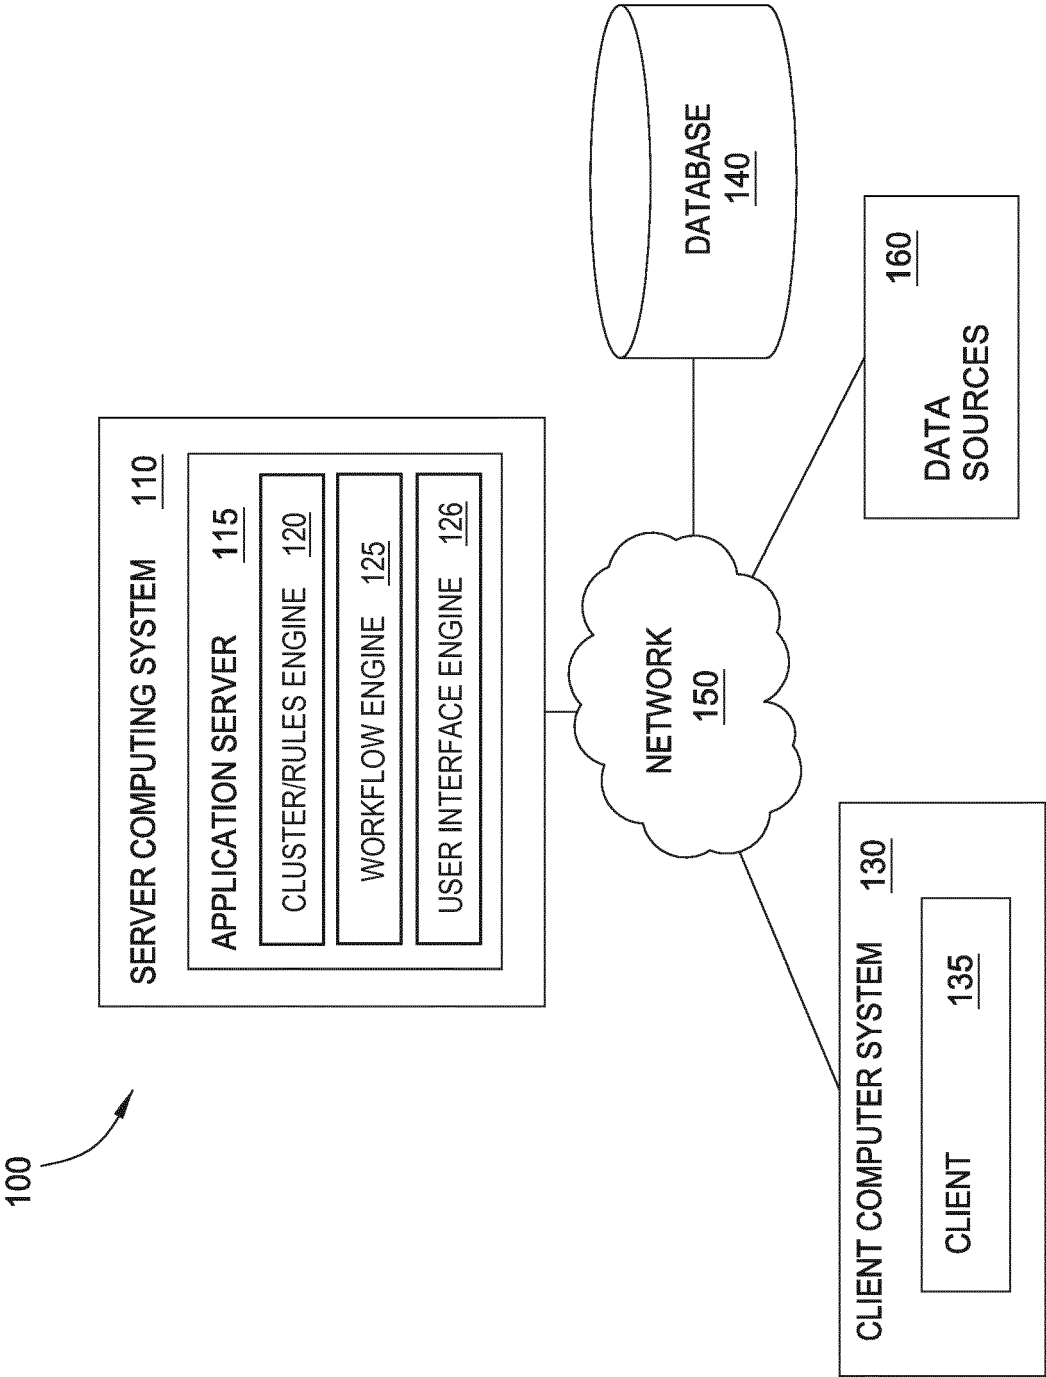 100
SERVER COMPUTING SYSTEM 110
APPLICATION SERVER 115
CLUSTER/RULES ENGINE 120
WORKFLOW ENGINE 125
USER INTERFACE ENGINE 126
NETWORK
150
DATABASE
140
CLIENT COMPUTER SYSTEM 130
CLIENT 135
160
DATA
SOURCES